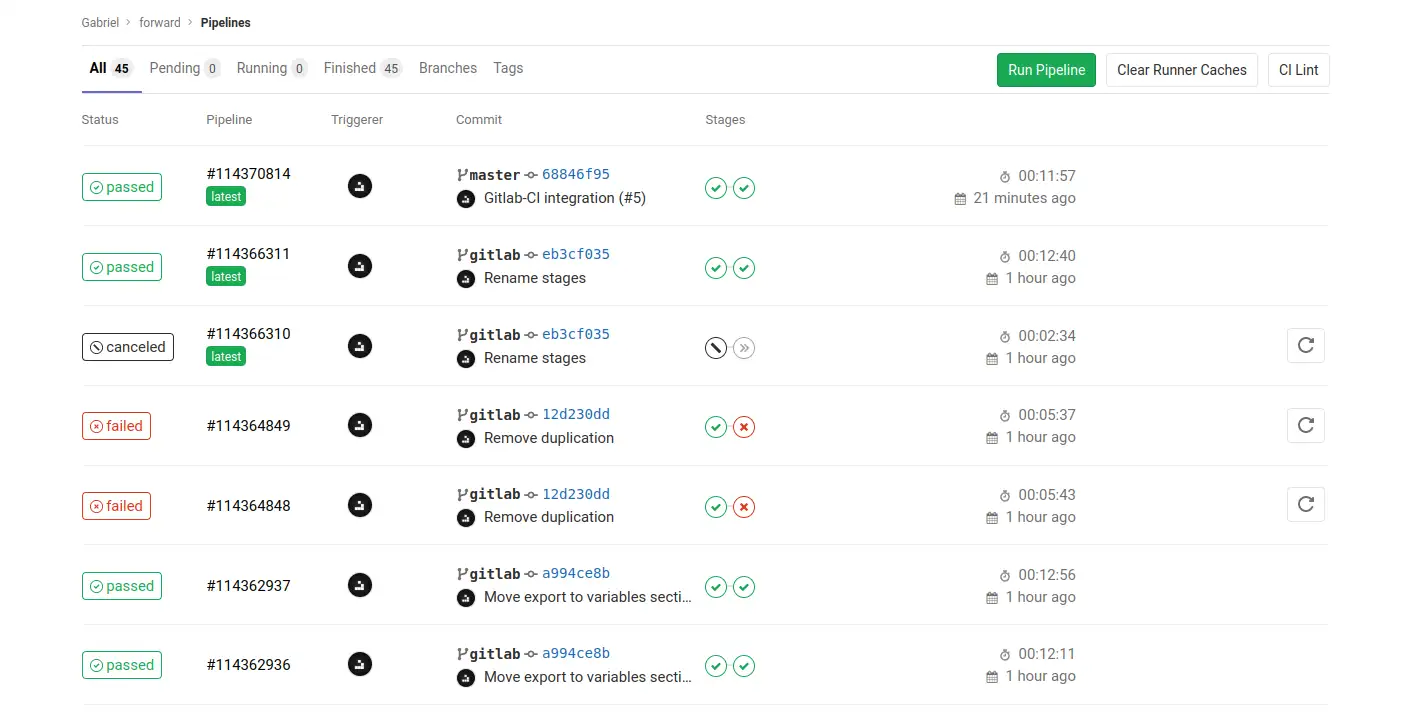 Gabriel > forward > Pipelines
All 45 Pending 0 Running 0 Finished 45 Branches Tags Run Pipeline Clear Runner Caches CI Lint
Status Pipeline Triggerer Commit Stages
passed #114370814 latest master 68846f95 00:11:57
Gitlab-CI integration (#5) 21 minutes ago
passed #114366311 latest gitlab eb3cf035 00:12:40
Rename stages 1 hour ago
canceled #114366310 latest gitlab eb3cf035 00:02:34
Rename stages 1 hour ago
failed #114364849 gitlab 12d230dd 00:05:37
Remove duplication 1 hour ago
failed #114364848 gitlab 12d230dd 00:05:43
Remove duplication 1 hour ago
passed #114362937 gitlab a994ce8b 00:12:56
Move export to variables secti... 1 hour ago
passed #114362936 gitlab a994ce8b 00:12:11
Move export to variables secti... 1 hour ago